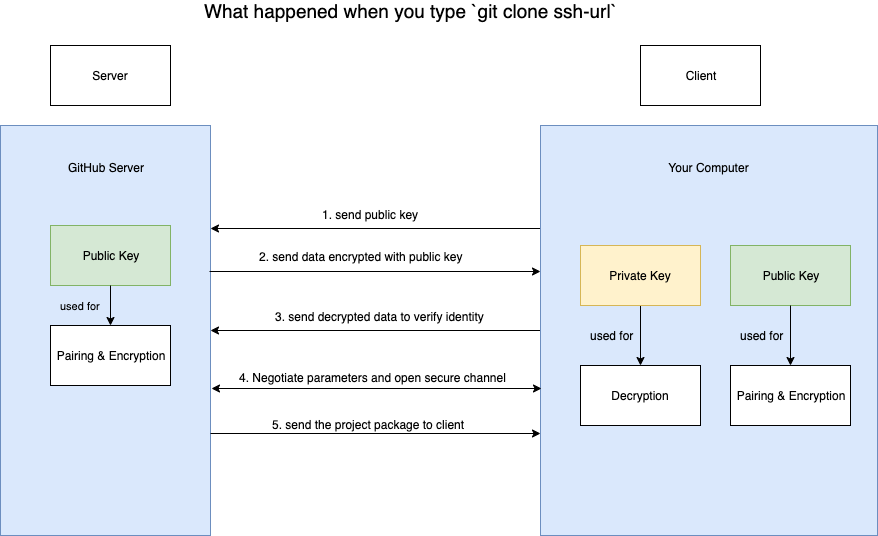 What happened when you type `git clone ssh-url`
Server
Client
GitHub Server
Your Computer
1. send public key
Public Key
2. send data encrypted with public key
Private Key
Public Key
used for
3. send decrypted data to verify identity
used for
used for
Pairing & Encryption
4. Negotiate parameters and open secure channel
Decryption
Pairing & Encryption
5. send the project package to client